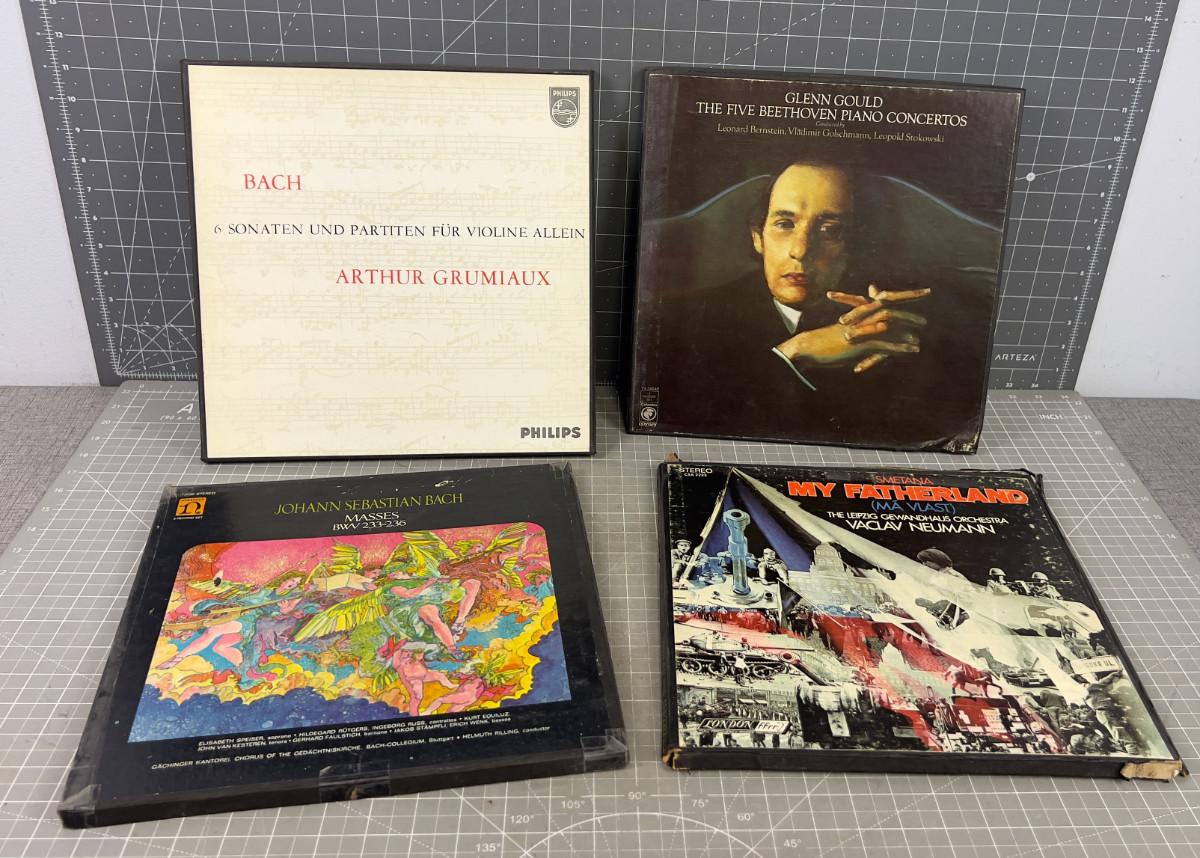 PHILIPS
BACH
6 SONATEN UND PARTITEN FÜR VIOLINE ALLEIN
ARTHUR GRUMIAUX
PHILIPS
GLENN GOULD
THE FIVE BEETHOVEN PIANO CONCERTOS
Conducted by
Leonard Bernstein, Vladimir Golschmann, Leopold Stokowski
ARTEZA
INCH
JOHANN SEBASTIAN BACH
MASSES
BWV 233-236
ELISABETH SPEISER, soprano • HILDEGARD RÜTGERS, INGEBORG RUSS, contraltos • KURT EQUILUZ,
JOHN VAN KESTEREN, tenors • GERHARD FAULSTICH, baritone • JAKOB STÄMPFLI, ERICH WENK, basses
GÄCHINGER KANTOREI, CHORUS OF THE GEDÄCHTNISKIRCHE, BACH-COLLEGIUM, Stuttgart • HELMUTH RILLING, conductor
STEREO
CSA 2222
SMETANA
MY FATHERLAND
(MÁ VLAST)
THE LEIPZIG GEWANDHAUS ORCHESTRA
VACLAV NEUMANN
LONDON ffrr
135°
120°
105°
90°
75°
60°
45°